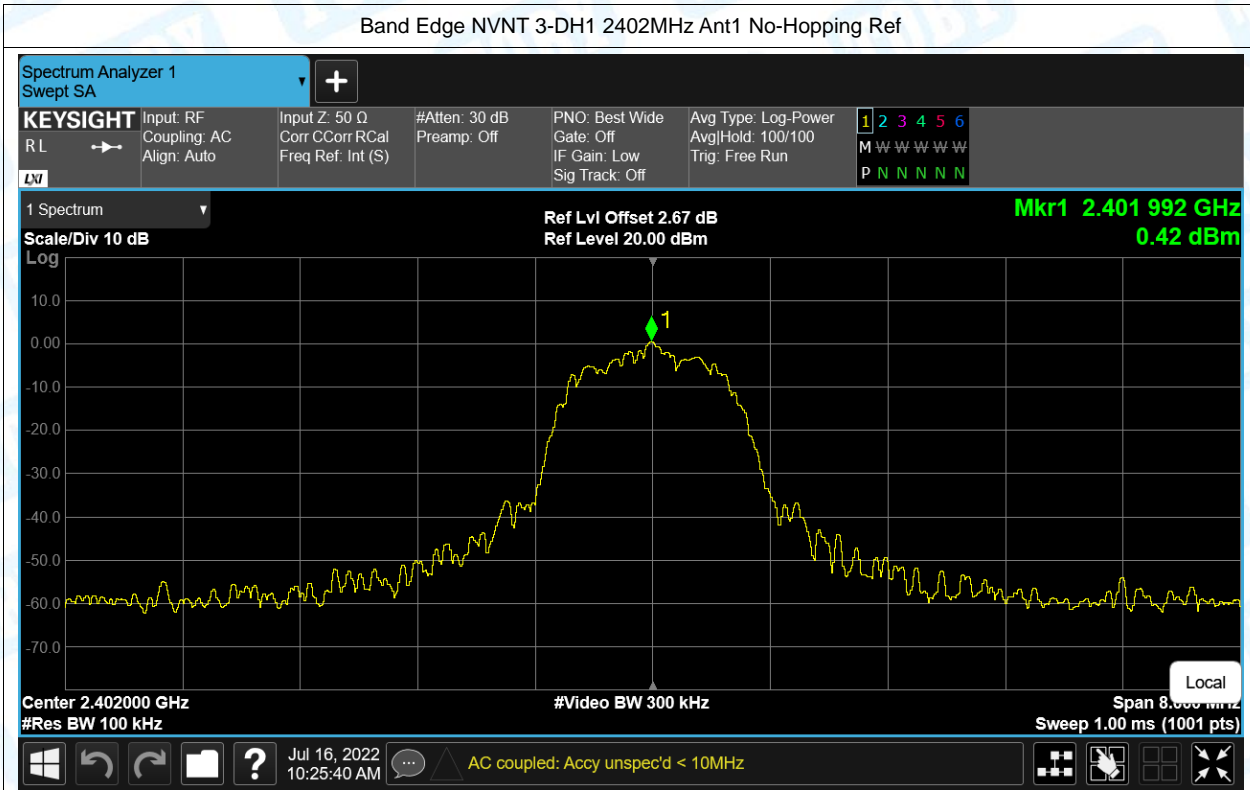 Band Edge NVNT 3-DH1 2402MHz Ant1 No-Hopping Ref
Spectrum Analyzer 1
Swept SA
+
KEYSIGHT
R L
LXI
Input: RF
Coupling: AC
Align: Auto
Input Z: 50 Ω
Corr CCorr RCal
Freq Ref: Int (S)
#Atten: 30 dB
Preamp: Off
PNO: Best Wide
Gate: Off
IF Gain: Low
Sig Track: Off
Avg Type: Log-Power
Avg|Hold: 100/100
Trig: Free Run
1 2 3 4 5 6
M W W W W W
P N N N N N
1 Spectrum
Scale/Div 10 dB
Log
Ref Lvl Offset 2.67 dB
Ref Level 20.00 dBm
Mkr1 2.401 992 GHz
0.42 dBm
1
10.0
0.00
-10.0
-20.0
-30.0
-40.0
-50.0
-60.0
-70.0
Local
Center 2.402000 GHz
#Video BW 300 kHz
Span 8.000 MHz
#Res BW 100 kHz
Sweep 1.00 ms (1001 pts)
?
Jul 16, 2022
10:25:40 AM
AC coupled: Accy unspec'd < 10MHz